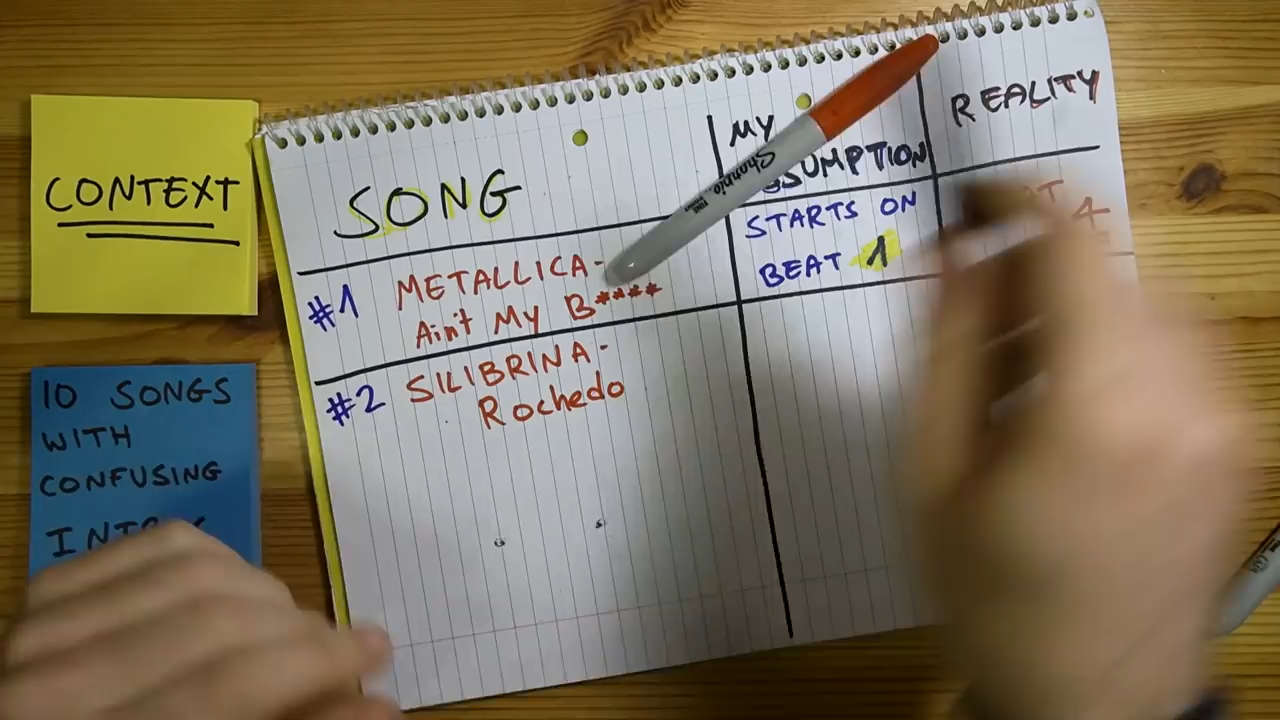 CONTEXT
10 SONGS
WITH
CONFUSING
SONG
MY
REALITY
#1 METALLICA-
Ain't My B****
STARTS ON
BEAT 1
4
#2 SILIBRINA-
Rochedo
Sharpie